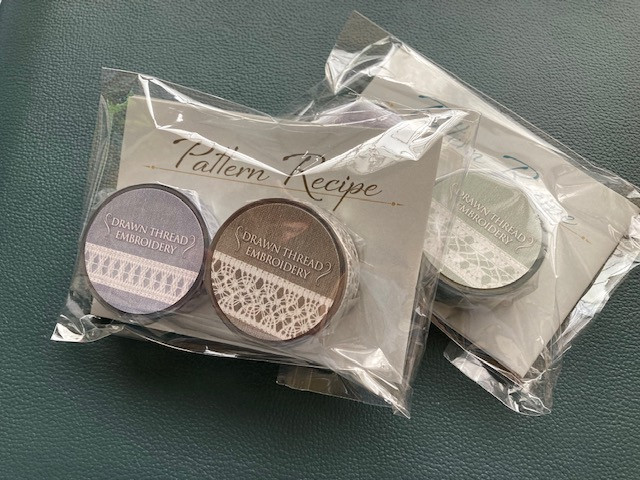 Pattern Recipe
DRAWN THREAD
EMBROIDERY
DRAWN THREAD
EMBROIDERY
DRAWN THREAD
EMBROIDERY